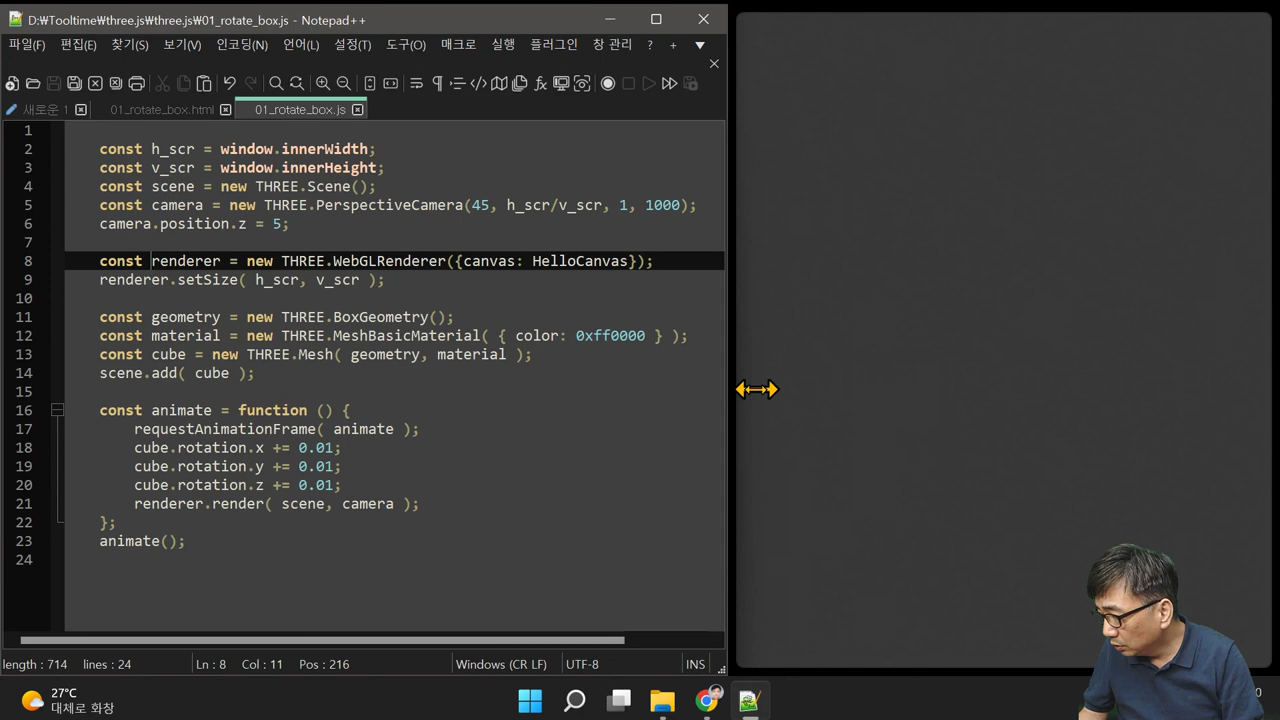 D:₩Tooltime₩three.js₩three.js₩01_rotate_box.js - Notepad++
파일(F) 편집(E) 찾기(S) 보기(V) 인코딩(N) 언어(L) 설정(T) 도구(O) 매크로 실행 플러그인 창 관리 ? + ▼
새로운 1 01_rotate_box.html 01_rotate_box.js
1
2 const h_scr = window.innerWidth;
3 const v_scr = window.innerHeight;
4 const scene = new THREE.Scene();
5 const camera = new THREE.PerspectiveCamera(45, h_scr/v_scr, 1, 1000);
6 camera.position.z = 5;
7
8 const renderer = new THREE.WebGLRenderer({canvas: HelloCanvas});
9 renderer.setSize( h_scr, v_scr );
10
11 const geometry = new THREE.BoxGeometry();
12 const material = new THREE.MeshBasicMaterial( { color: 0xff0000 } );
13 const cube = new THREE.Mesh( geometry, material );
14 scene.add( cube );
15
16 const animate = function () {
17 requestAnimationFrame( animate );
18 cube.rotation.x += 0.01;
19 cube.rotation.y += 0.01;
20 cube.rotation.z += 0.01;
21 renderer.render( scene, camera );
22 };
23 animate();
24
length : 714 lines : 24 Ln : 8 Col : 11 Pos : 216 Windows (CR LF) UTF-8 INS
27°C
대체로 화창